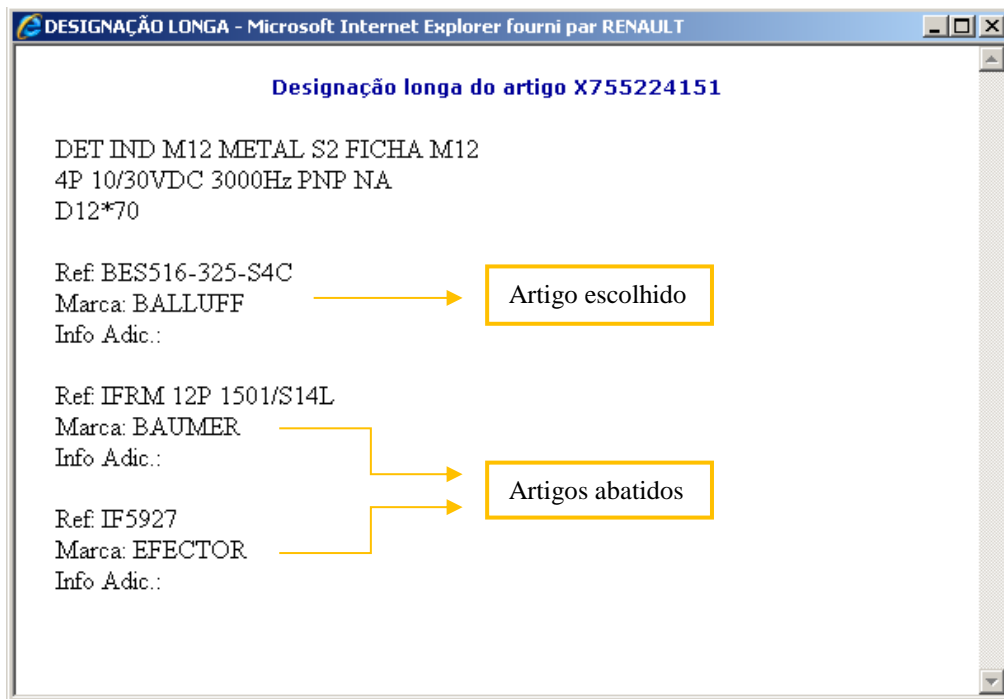 DESIGNAÇÃO LONGA - Microsoft Internet Explorer fourni par RENAULT
Designação longa do artigo X755224151
DET IND M12 METAL S2 FICHA M12
4P 10/30VDC 3000Hz PNP NA
D12*70
Ref: BES516-325-S4C
Marca: BALLUFF
Info Adic.:
Artigo escolhido
Ref: IFRM 12P 1501/S14L
Marca: BAUMER
Info Adic.:
Artigos abatidos
Ref: IF5927
Marca: EFECTOR
Info Adic.: